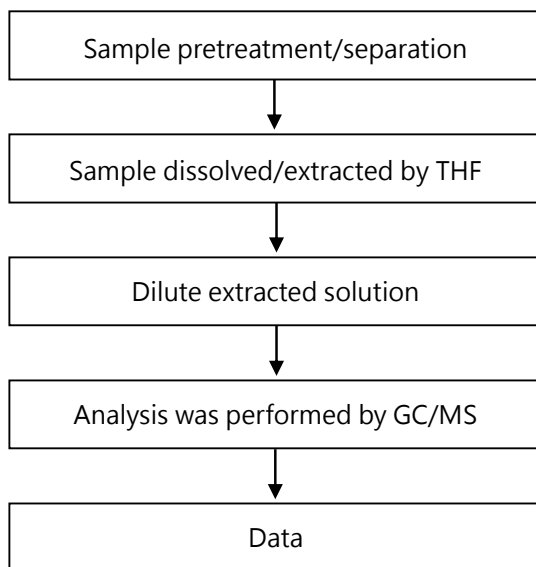 Sample pretreatment/separation
Sample dissolved/extracted by THF
Dilute extracted solution
Analysis was performed by GC/MS
Data